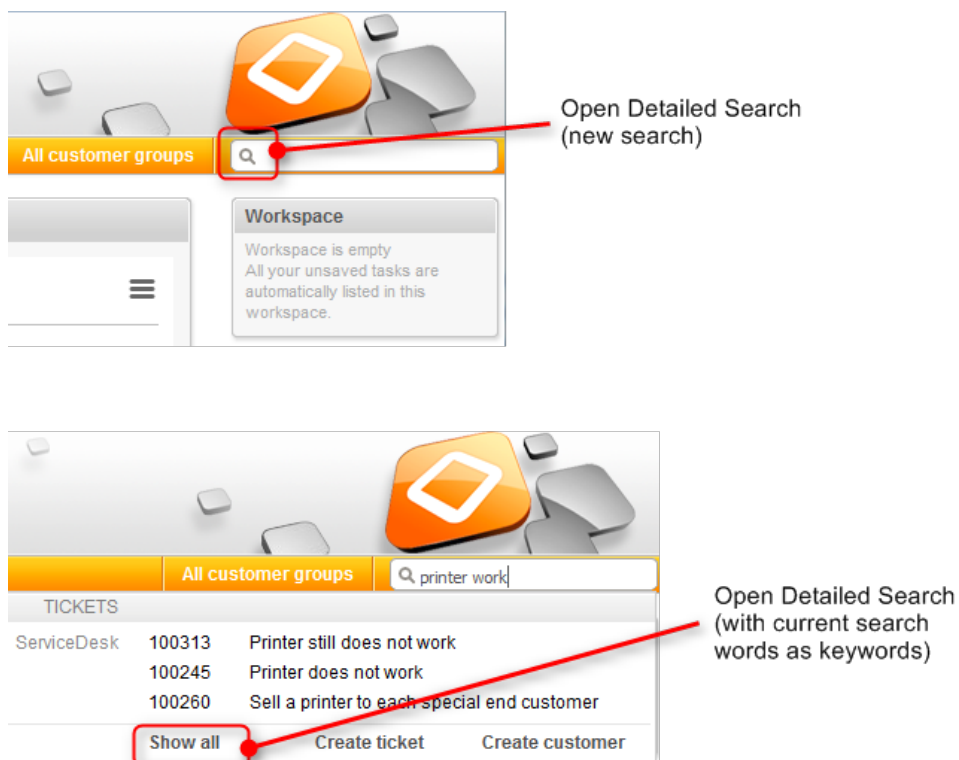 Open Detailed Search
(new search)
All customer groups
Workspace
Workspace is empty
All your unsaved tasks are
automatically listed in this
workspace.
All customer groups
printer work
TICKETS
ServiceDesk 100313 Printer still does not work
100245 Printer does not work
100260 Sell a printer to each special end customer
Show all Create ticket Create customer
Open Detailed Search
(with current search
words as keywords)